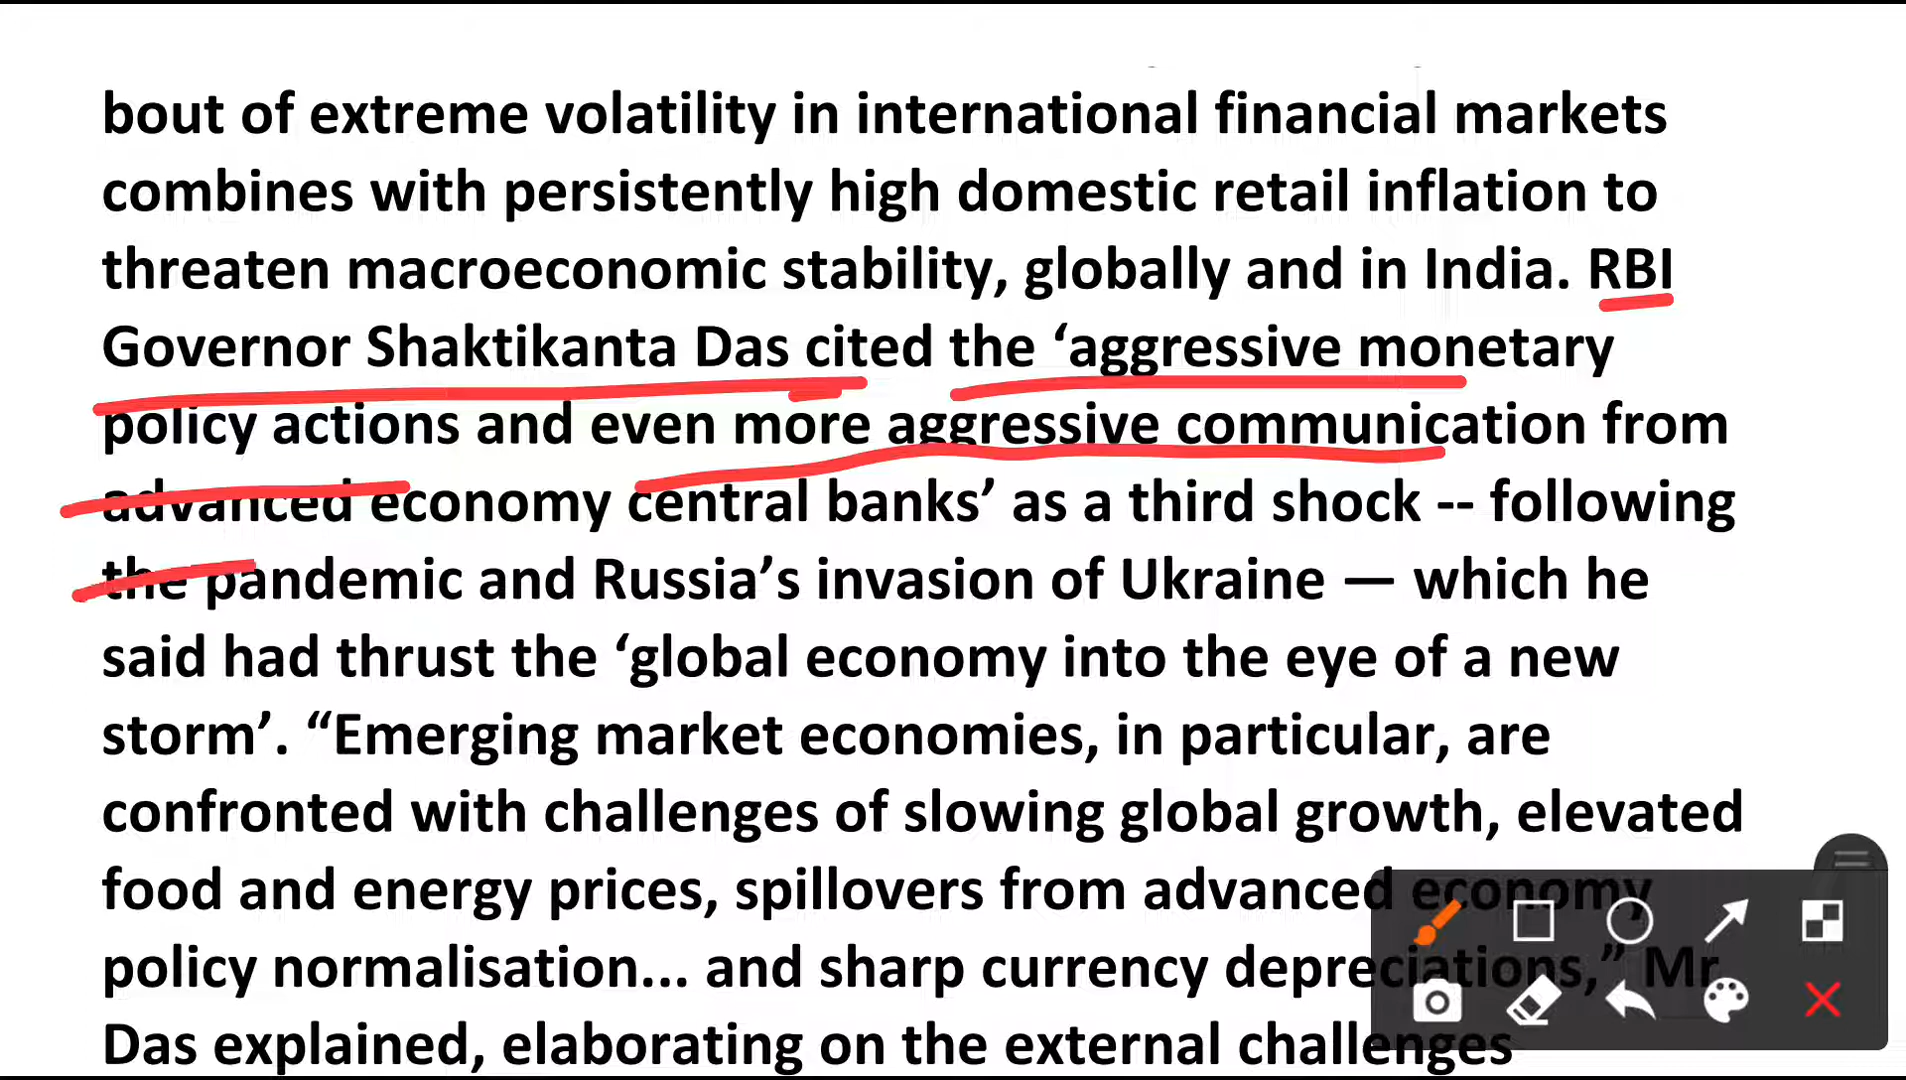 bout of extreme volatility in international financial markets
combines with persistently high domestic retail inflation to
threaten macroeconomic stability, globally and in India. RBI
Governor Shaktikanta Das cited the ‘aggressive monetary
policy actions and even more aggressive communication from
advanced economy central banks’ as a third shock -- following
the pandemic and Russia’s invasion of Ukraine — which he
said had thrust the ‘global economy into the eye of a new
storm’. “Emerging market economies, in particular, are
confronted with challenges of slowing global growth, elevated
food and energy prices, spillovers from advanced economy
policy normalisation... and sharp currency depreciations,” Mr
Das explained, elaborating on the external challenges